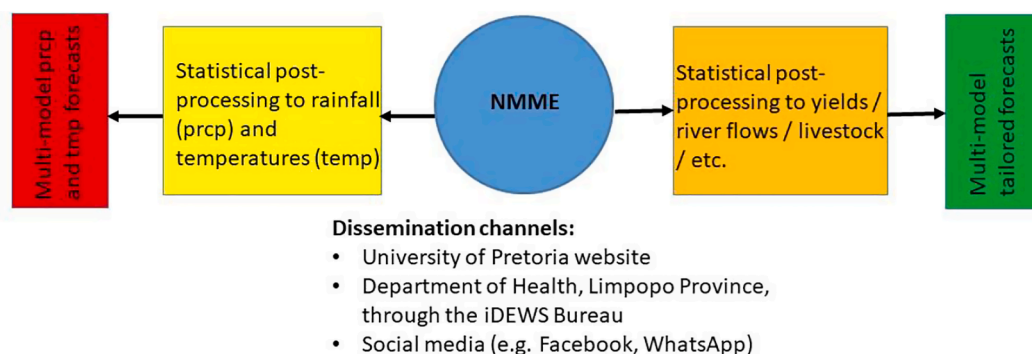 Multi-model prcp
and tmp forecasts
Statistical post-
processing to rainfall
(prcp) and
temperatures (temp)
NMME
Statistical post-
processing to yields /
river flows / livestock
/ etc.
Multi-model
tailored forecasts
Dissemination channels:
• University of Pretoria website
• Department of Health, Limpopo Province,
through the iDEWS Bureau
• Social media (e.g. Facebook, WhatsApp)